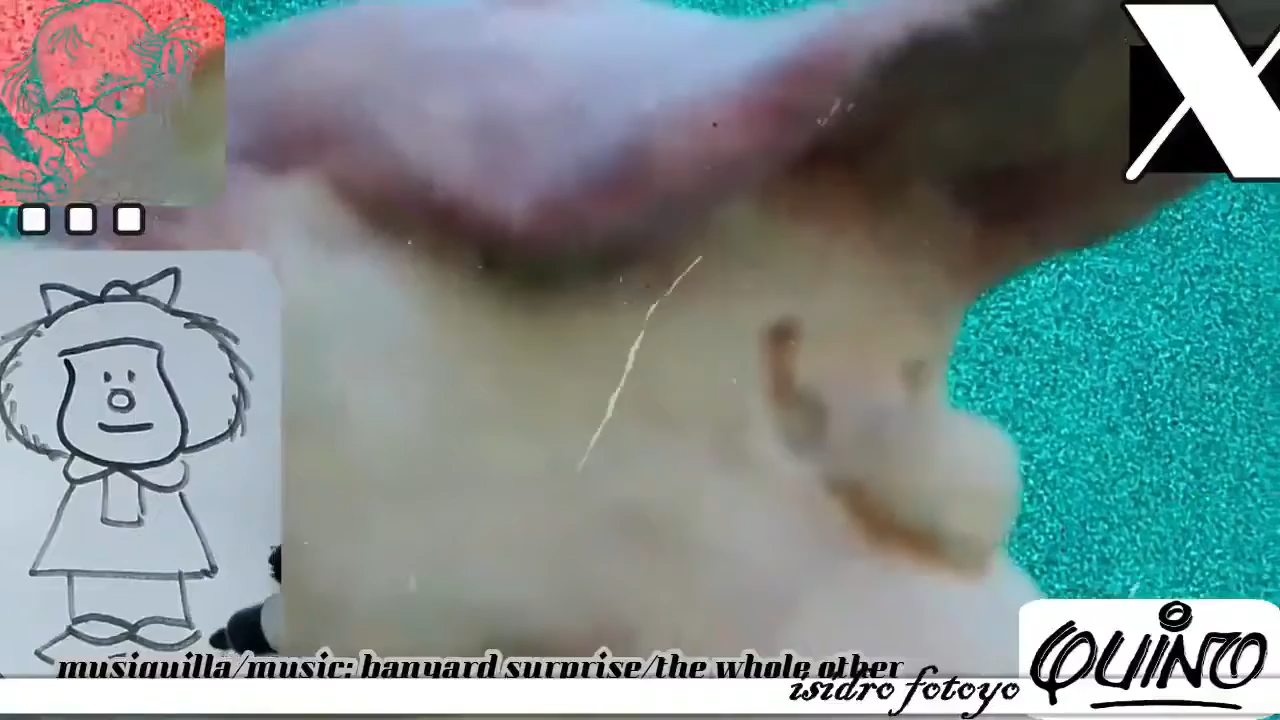 X
musiquilla/music: banyard surprise/the whole other
isidro fotoyo
QUINO